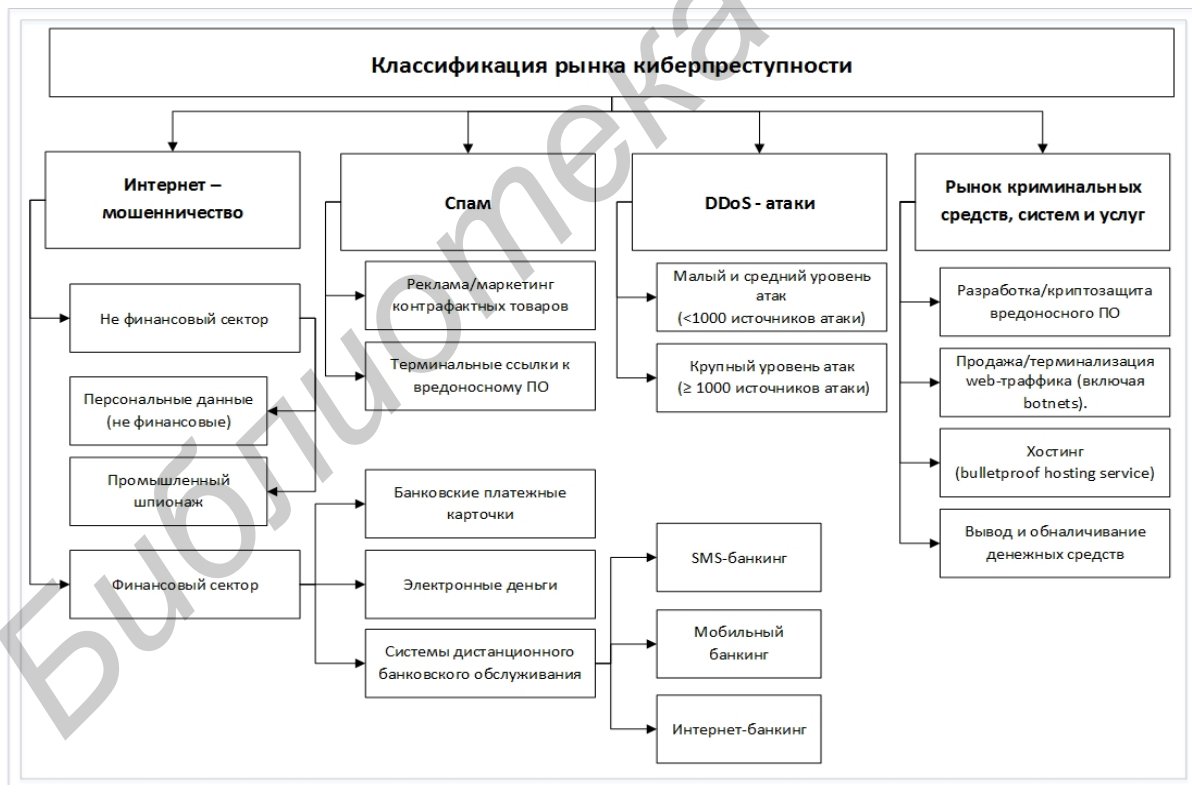 Классификация рынка киберпреступности
Интернет –
мошенничество
Спам
DDoS - атаки
Рынок криминальных
средств, систем и услуг
Не финансовый сектор
Персональные данные
(не финансовые)
Промышленный
шпионаж
Финансовый сектор
Реклама/маркетинг
контрафактных товаров
Терминальные ссылки к
вредоносному ПО
Банковские платежные
карточки
Электронные деньги
Системы дистанционного
банковского обслуживания
Малый и средний уровень
атак
(<1000 источников атаки)
Крупный уровень атак
(≥ 1000 источников атаки)
SMS-банкинг
Мобильный
банкинг
Интернет-банкинг
Разработка/криптозащита
вредоносного ПО
Продажа/терминализация
web-траффика (включая
botnets).
Хостинг
(bulletproof hosting service)
Вывод и обналичивание
денежных средств
Библиотека